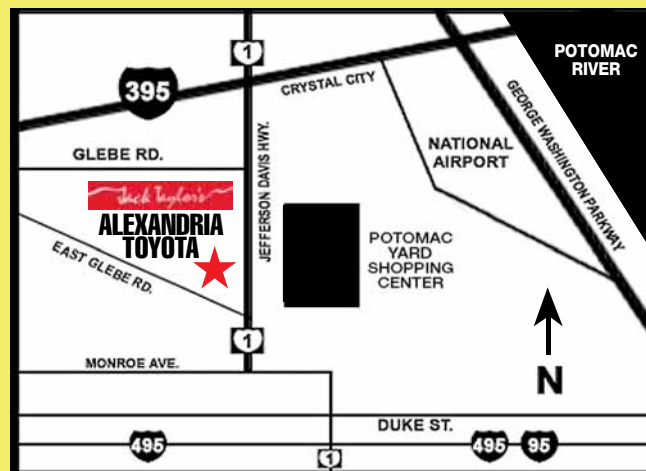 1
POTOMAC
RIVER
395
CRYSTAL CITY
GEORGE WASHINGTON PARKWAY
GLEBE RD.
JEFFERSON DAVIS HWY.
NATIONAL
AIRPORT
Jack Taylor's
ALEXANDRIA
TOYOTA
EAST GLEBE RD.
POTOMAC
YARD
SHOPPING
CENTER
1
MONROE AVE.
N
DUKE ST.
495
495
95
1